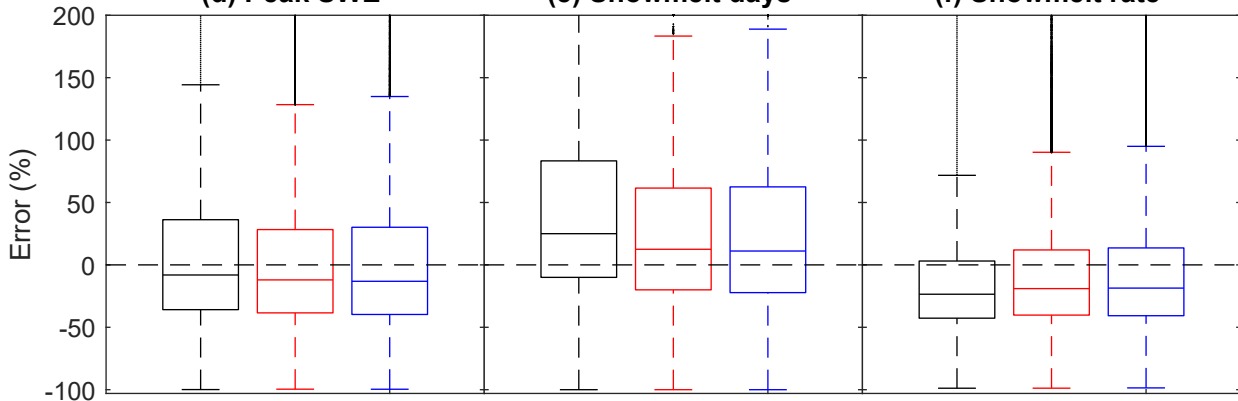 (d) Peak SWE
(e) Snowmelt days
(f) Snowmelt rate
200
150
100
50
0
-50
-100
Error (%)